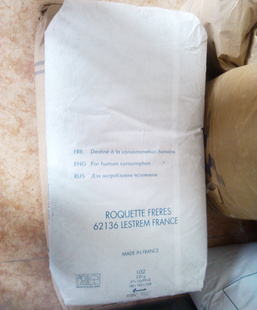 FRE Destiné à la consommation humaine
ENG For human consumption
RUS Для потребления человеком
ROQUETTE FRERES
62136 LESTREM FRANCE
MADE IN FRANCE
102